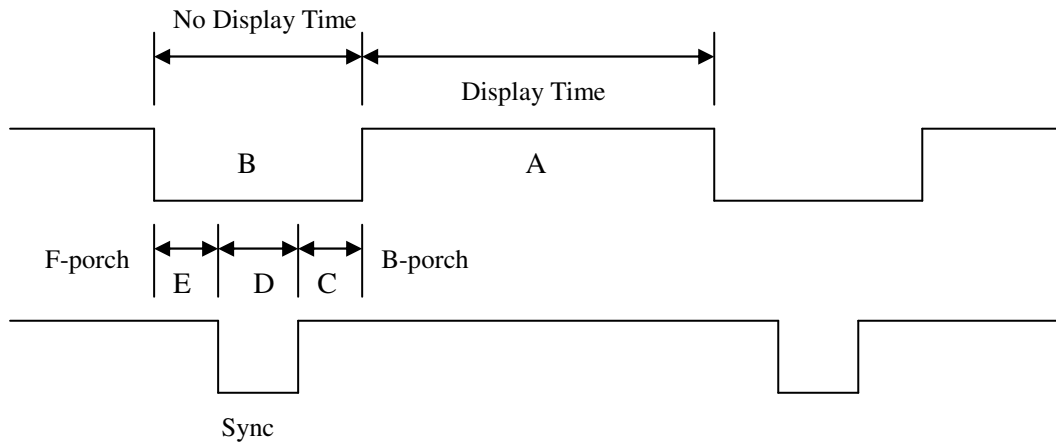 No Display Time
Display Time
B
A
F-porch
B-porch
E
D
C
Sync